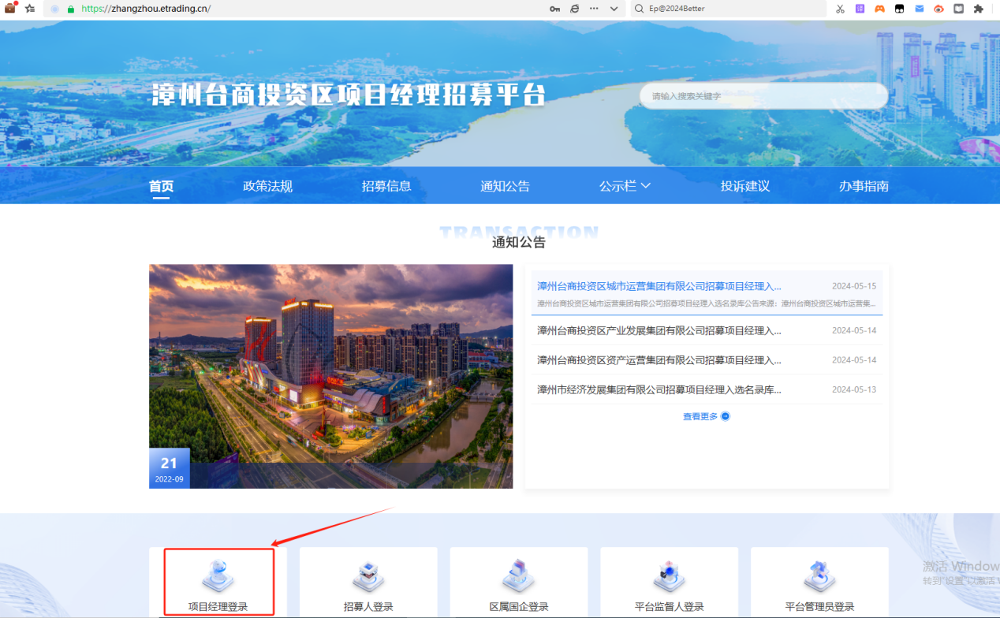 https://zhangzhou.etrading.cn/
Ep@2024Better
漳州台商投资区项目经理招募平台
请输入搜索关键字
首页
政策法规
招募信息
通知公告
公示栏
投诉建议
办事指南
TRANSACTION
通知公告
漳州台商投资区城市运营集团有限公司招募项目经理入... 2024-05-15
漳州台商投资区城市运营集团有限公司招募项目经理入选名录库公告来源：漳州台商投资区城市运营集...
漳州台商投资区产业发展集团有限公司招募项目经理入... 2024-05-14
漳州台商投资区资产运营集团有限公司招募项目经理入... 2024-05-14
漳州市经济发展集团有限公司招募项目经理入选名录库... 2024-05-13
查看更多
21
2022-09
项目经理登录
招募人登录
区属国企登录
平台监督人登录
平台管理员登录
激活 Window
转到"设置"以激活 W